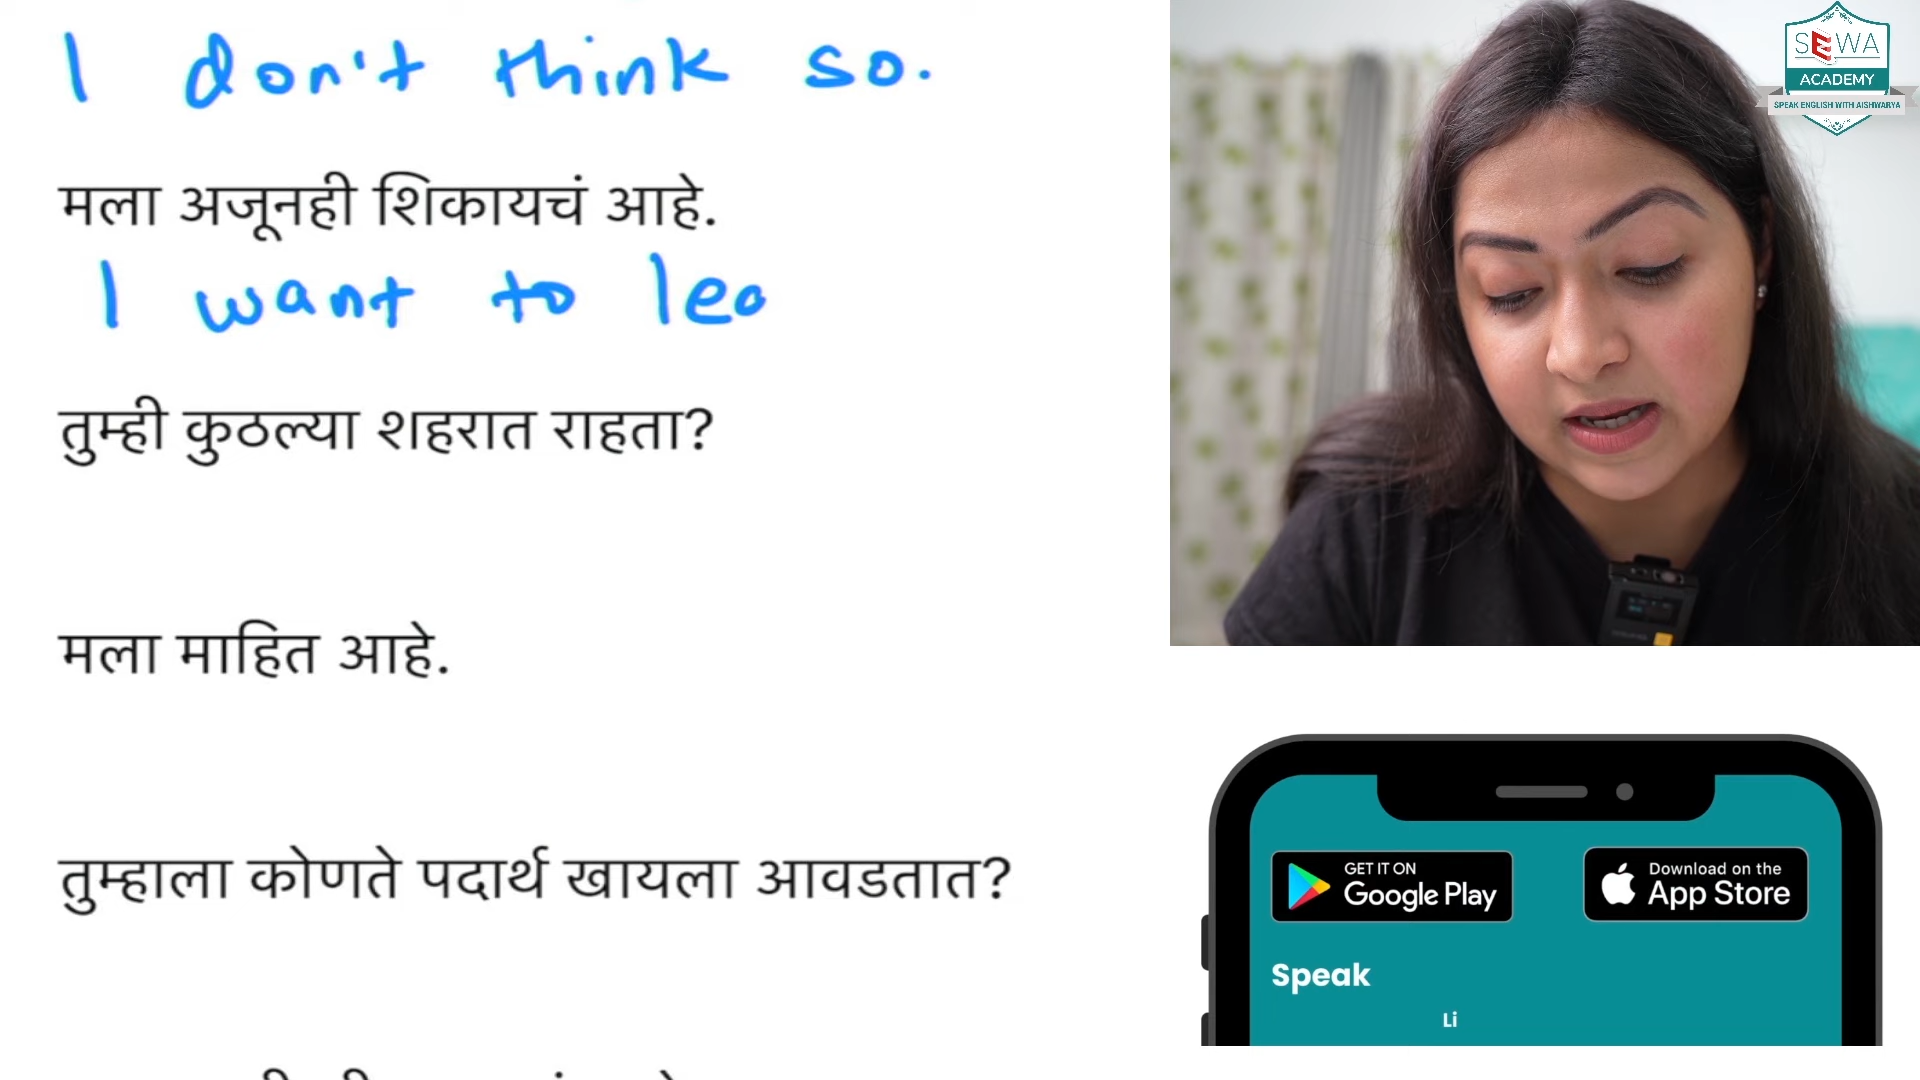 I don't think so.
मला अजूनही शिकायचं आहे.
I want to lea
तुम्ही कुठल्या शहरात राहता?
मला माहित आहे.
तुम्हाला कोणते पदार्थ खायला आवडतात?
SEWA
ACADEMY
SPEAK ENGLISH WITH AISHWARYA
GET IT ON
Google Play
Download on the
App Store
Speak
Li